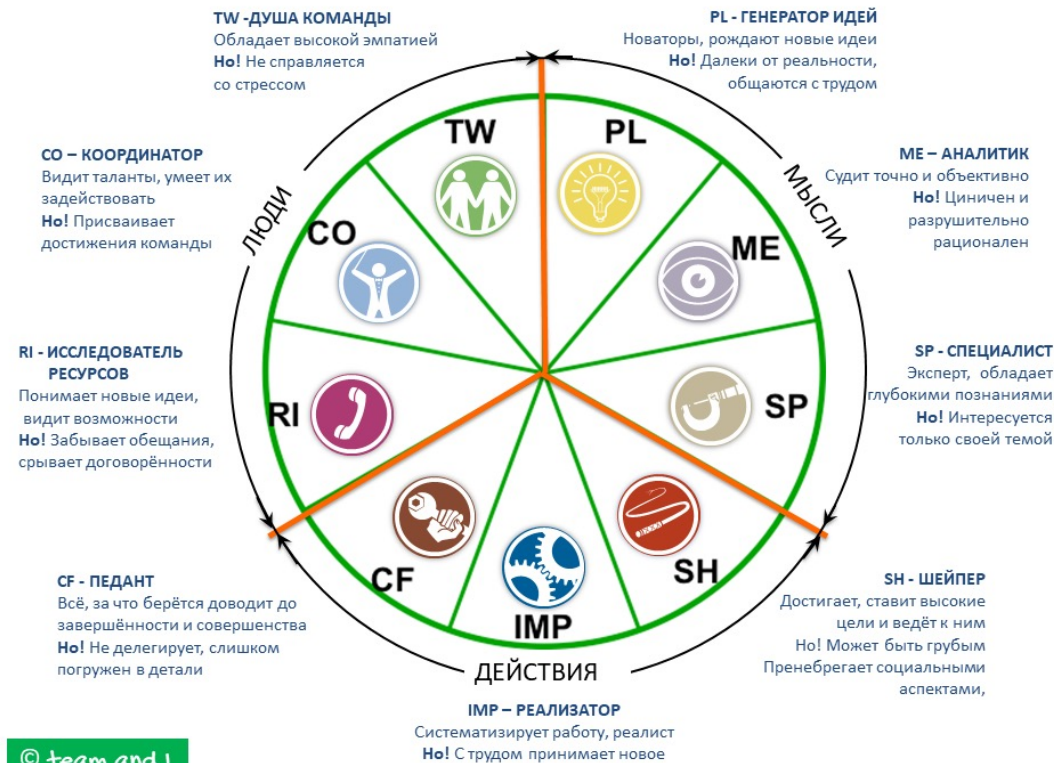 TW -ДУША КОМАНДЫ
Обладает высокой эмпатией
Но! Не справляется
со стрессом
PL - ГЕНЕРАТОР ИДЕЙ
Новаторы, рождают новые идеи
Но! Далеки от реальности,
общаются с трудом
CO – КООРДИНАТОР
Видит таланты, умеет их
задействовать
Но! Присваивает
достижения команды
ME – АНАЛИТИК
Судит точно и объективно
Но! Циничен и
разрушительно
рационален
ЛЮДИ
МЫСЛИ
TW
PL
CO
ME
RI
SP
CF
SH
IMP
ДЕЙСТВИЯ
RI - ИССЛЕДОВАТЕЛЬ
РЕСУРСОВ
Понимает новые идеи,
видит возможности
Но! Забывает обещания,
срывает договорённости
SP - СПЕЦИАЛИСТ
Эксперт, обладает
глубокими познаниями
Но! Интересуется
только своей темой
CF - ПЕДАНТ
Всё, за что берётся доводит до
завершённости и совершенства
Но! Не делегирует, слишком
погружен в детали
SH - ШЕЙПЕР
Достигает, ставит высокие
цели и ведёт к ним
Но! Может быть грубым
Пренебрегает социальными
аспектами,
IMP – РЕАЛИЗАТОР
Систематизирует работу, реалист
Но! С трудом принимает новое
© team and I